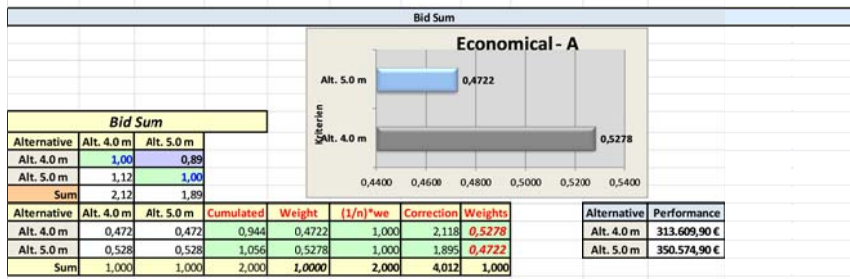 Bid Sum
Economical - A
Kriterien
Alt. 5.0 m 0,4722
Alt. 4.0 m 0,5278
0,4400 0,4600 0,4800 0,5000 0,5200 0,5400
Bid Sum
Alternative Alt. 4.0 m Alt. 5.0 m
Alt. 4.0 m 1,00 0,89
Alt. 5.0 m 1,12 1,00
Sum 2,12 1,89
Alternative Alt. 4.0 m Alt. 5.0 m Cumulated Weight (1/n)*we Correction Weights
Alt. 4.0 m 0,472 0,472 0,944 0,4722 1,000 2,118 0,5278
Alt. 5.0 m 0,528 0,528 1,056 0,5278 1,000 1,895 0,4722
Sum 1,000 1,000 2,000 1,0000 2,000 4,012 1,000
Alternative Performance
Alt. 4.0 m 313.609,90 €
Alt. 5.0 m 350.574,90 €